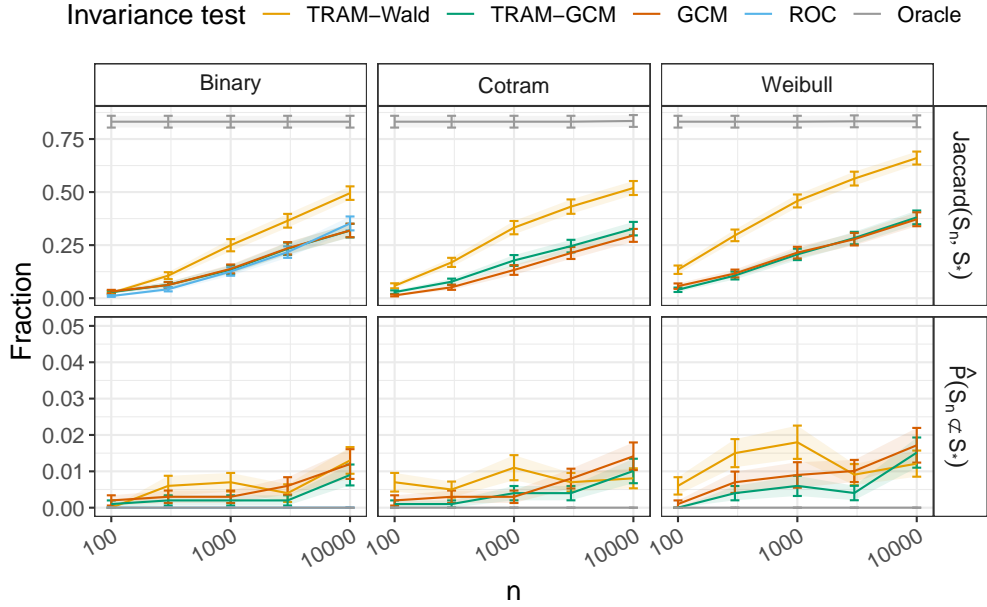 Invariance test TRAM−Wald TRAM−GCM GCM ROC Oracle
Binary Cotram Weibull
Fraction
0.75
0.50
0.25
0.00
Jaccard(Sn, S*)
0.05
0.04
0.03
0.02
0.01
0.00
P̂(Sn ⊄ S*)
100 1000 10000 100 1000 10000 100 1000 10000
n